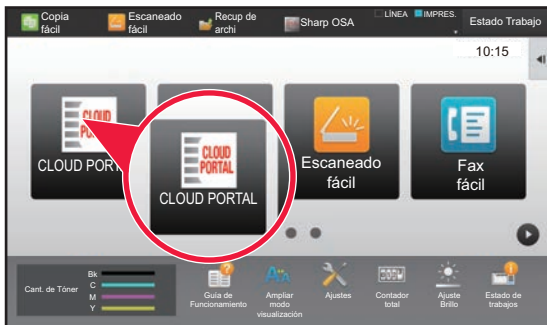 Copia
fácil
Escaneado
fácil
Recup de
archi
Sharp OSA
LÍNEA
IMPRES.
Estado Trabajo
10:15
CLOUD
CLOUD PORT
CLOUD
PORTAL
CLOUD PORTAL
Escaneado
fácil
Fax
fácil
Cant. de Tóner
Bk
C
M
Y
Guía de
Funcionamiento
Ampliar
modo
visualización
Ajustes
Contador
total
Ajuste
Brillo
Estado de
trabajos